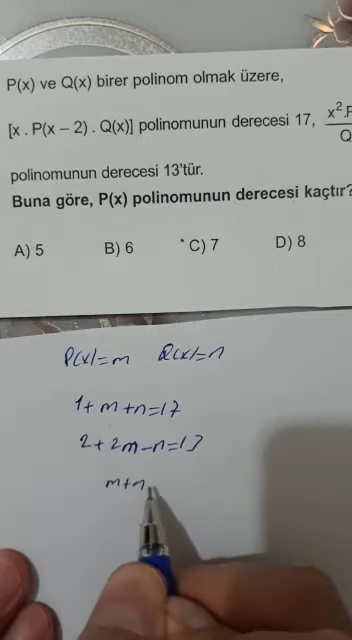 P(x) ve Q(x) birer polinom olmak üzere,
[x . P(x – 2) . Q(x)] polinomunun derecesi 17, x².
Q
polinomunun derecesi 13'tür.
Buna göre, P(x) polinomunun derecesi kaçtır?
A) 5 B) 6 C) 7 D) 8
P(x)=m Q(x)=n
1+m+n=17
2+2m-n=13
m+n